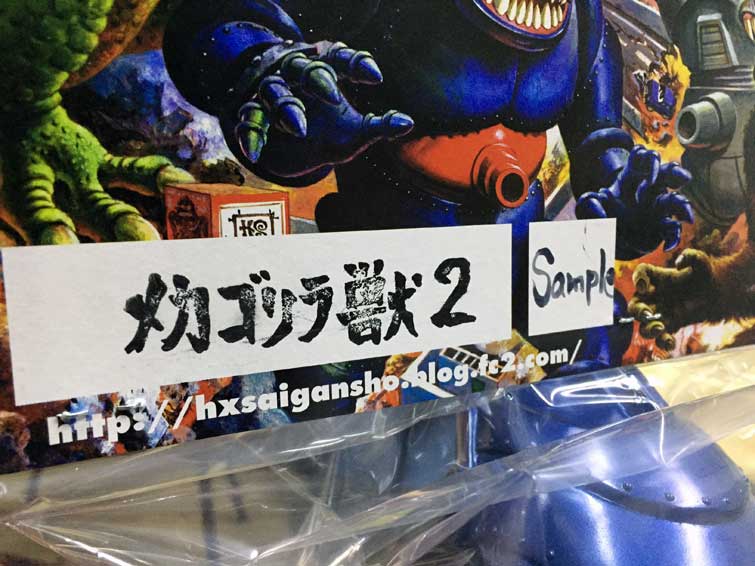 メカゴリラ獣2
Sample
http://hxsaigansho.blog.fc2.com/